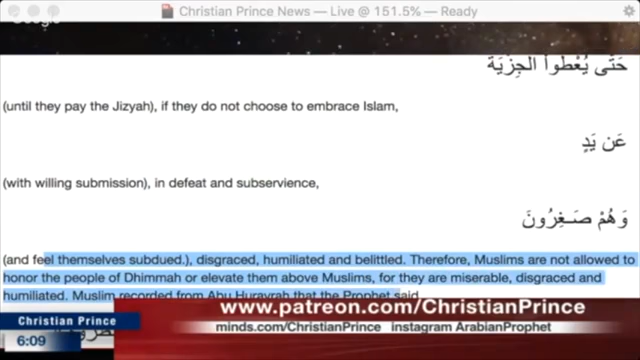 Christian Prince News — Live @ 151.5% — Ready
Google
حَتَّى يُعْطُواْ الْجِزْيَةَ
(until they pay the Jizyah), if they do not choose to embrace Islam,
عَن يَدٍ
(with willing submission), in defeat and subservience,
وَهُمْ صَـغِرُونَ
(and feel themselves subdued.), disgraced, humiliated and belittled. Therefore, Muslims are not allowed to
honor the people of Dhimmah or elevate them above Muslims, for they are miserable, disgraced and
humiliated. Muslim recorded from Abu Hurayrah that the Prophet said
www.patreon.com/ChristianPrince
Christian Prince
minds.com/ChristianPrince instagram ArabianProphet
6:09